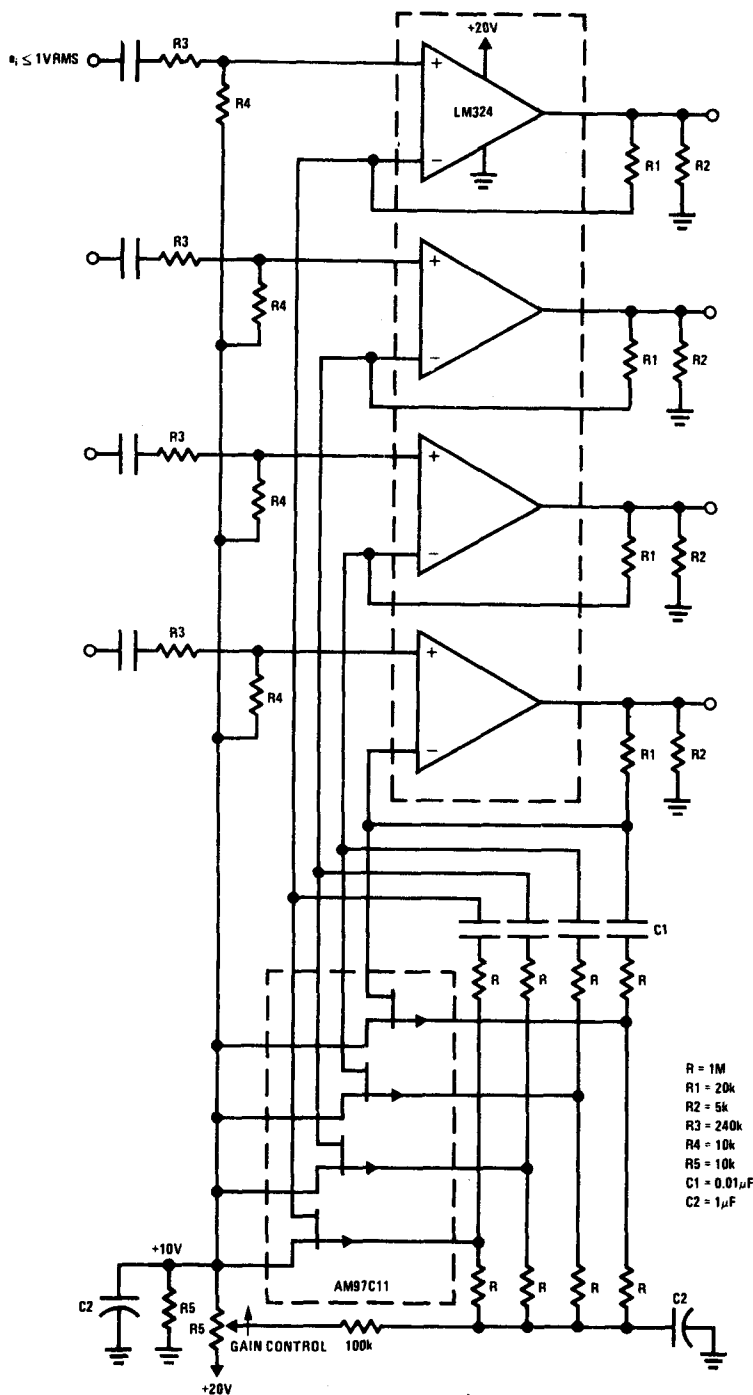 +20V
eᵢ ≤ 1V RMS
R3
+
R4
LM324
−
R1
R2
R3
+
R4
−
R1
R2
R3
+
R4
−
R1
R2
R3
+
R4
−
R1
R2
C1
R
R
R
R
R = 1M
R1 = 20k
R2 = 5k
R3 = 240k
R4 = 10k
R5 = 10k
C1 = 0.01µF
C2 = 1µF
+10V
AM97C11
C2
R5
R
R
R
R
C2
R5
GAIN CONTROL
100k
+20V